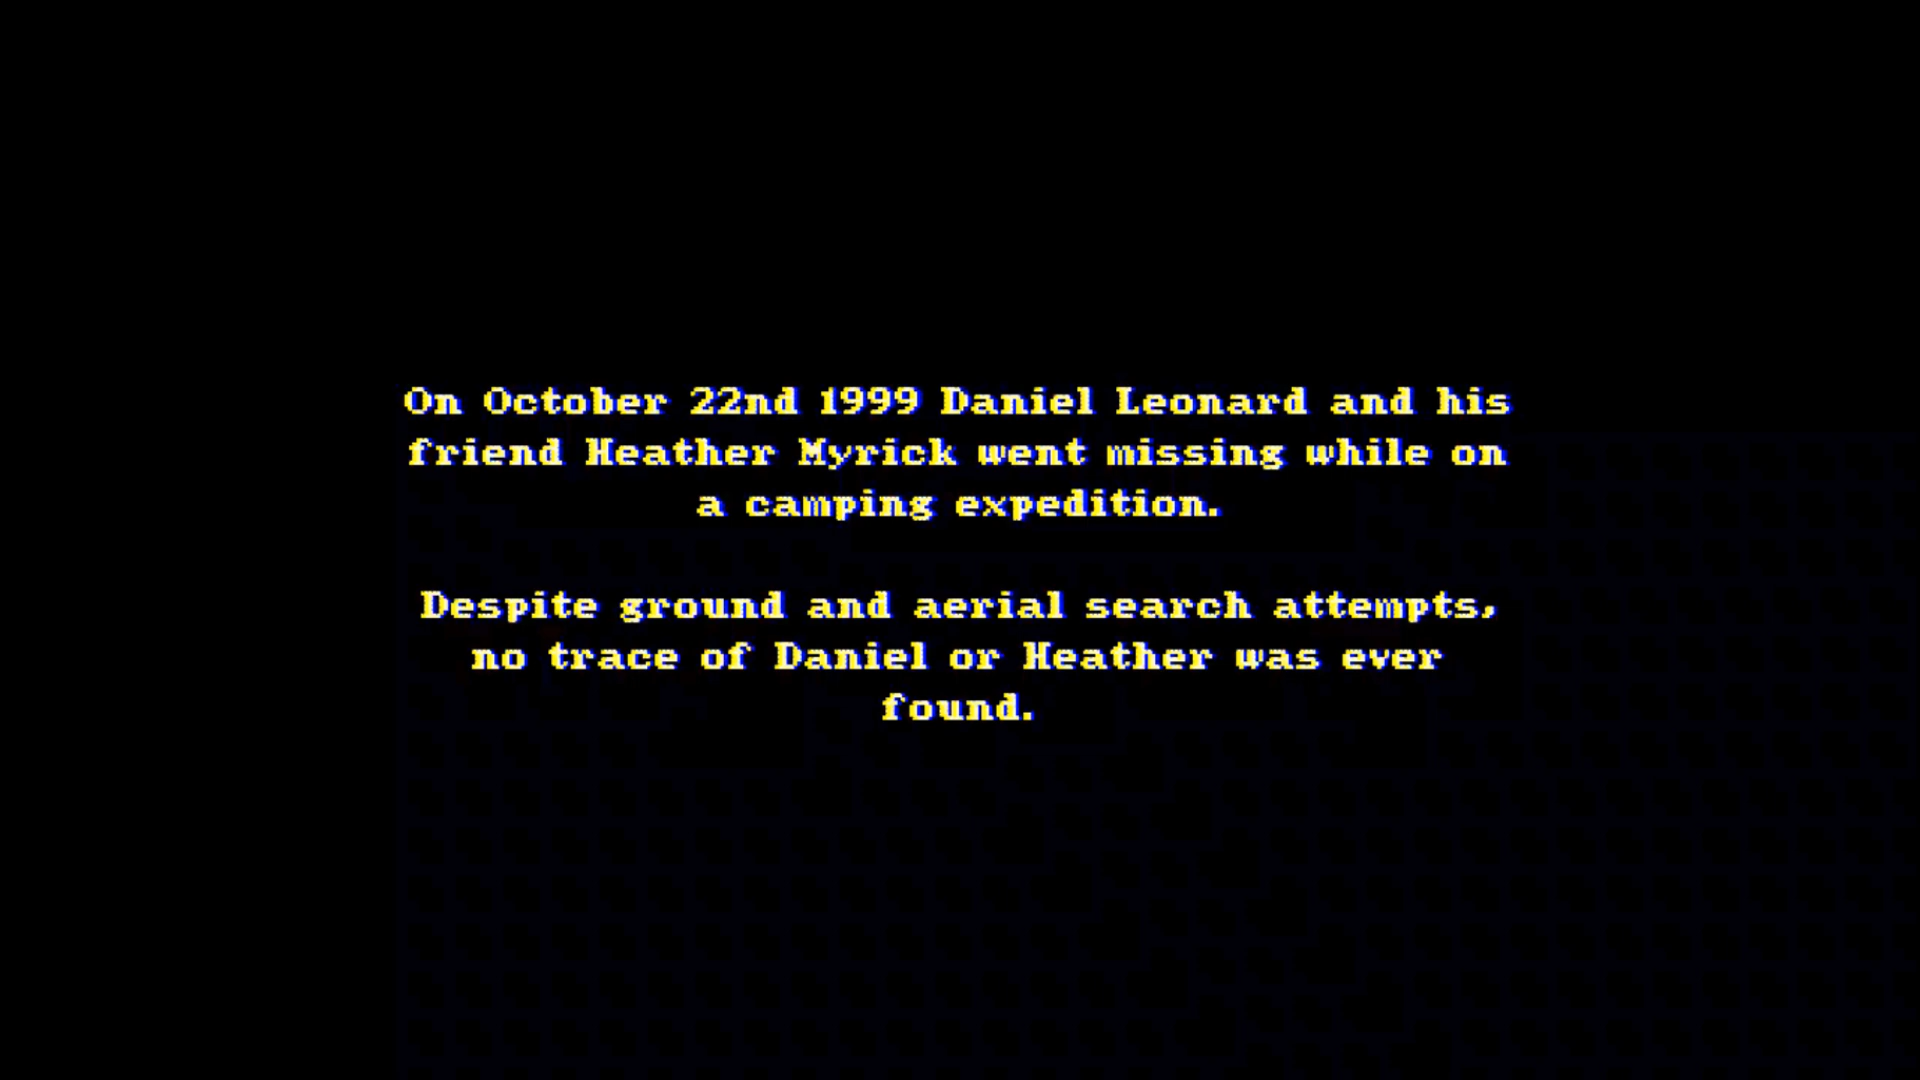 On October 22nd 1999 Daniel Leonard and his
friend Heather Myrick went missing while on
a camping expedition.
Despite ground and aerial search attempts,
no trace of Daniel or Heather was ever
found.